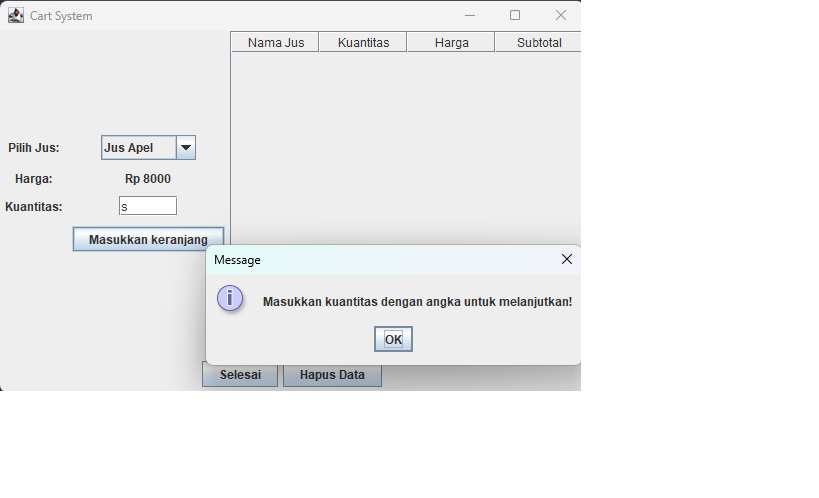 Cart System
Nama Jus Kuantitas Harga Subtotal
Pilih Jus: Jus Apel
Harga: Rp 8000
Kuantitas: s
Masukkan keranjang
Message
i
Masukkan kuantitas dengan angka untuk melanjutkan!
OK
Selesai Hapus Data